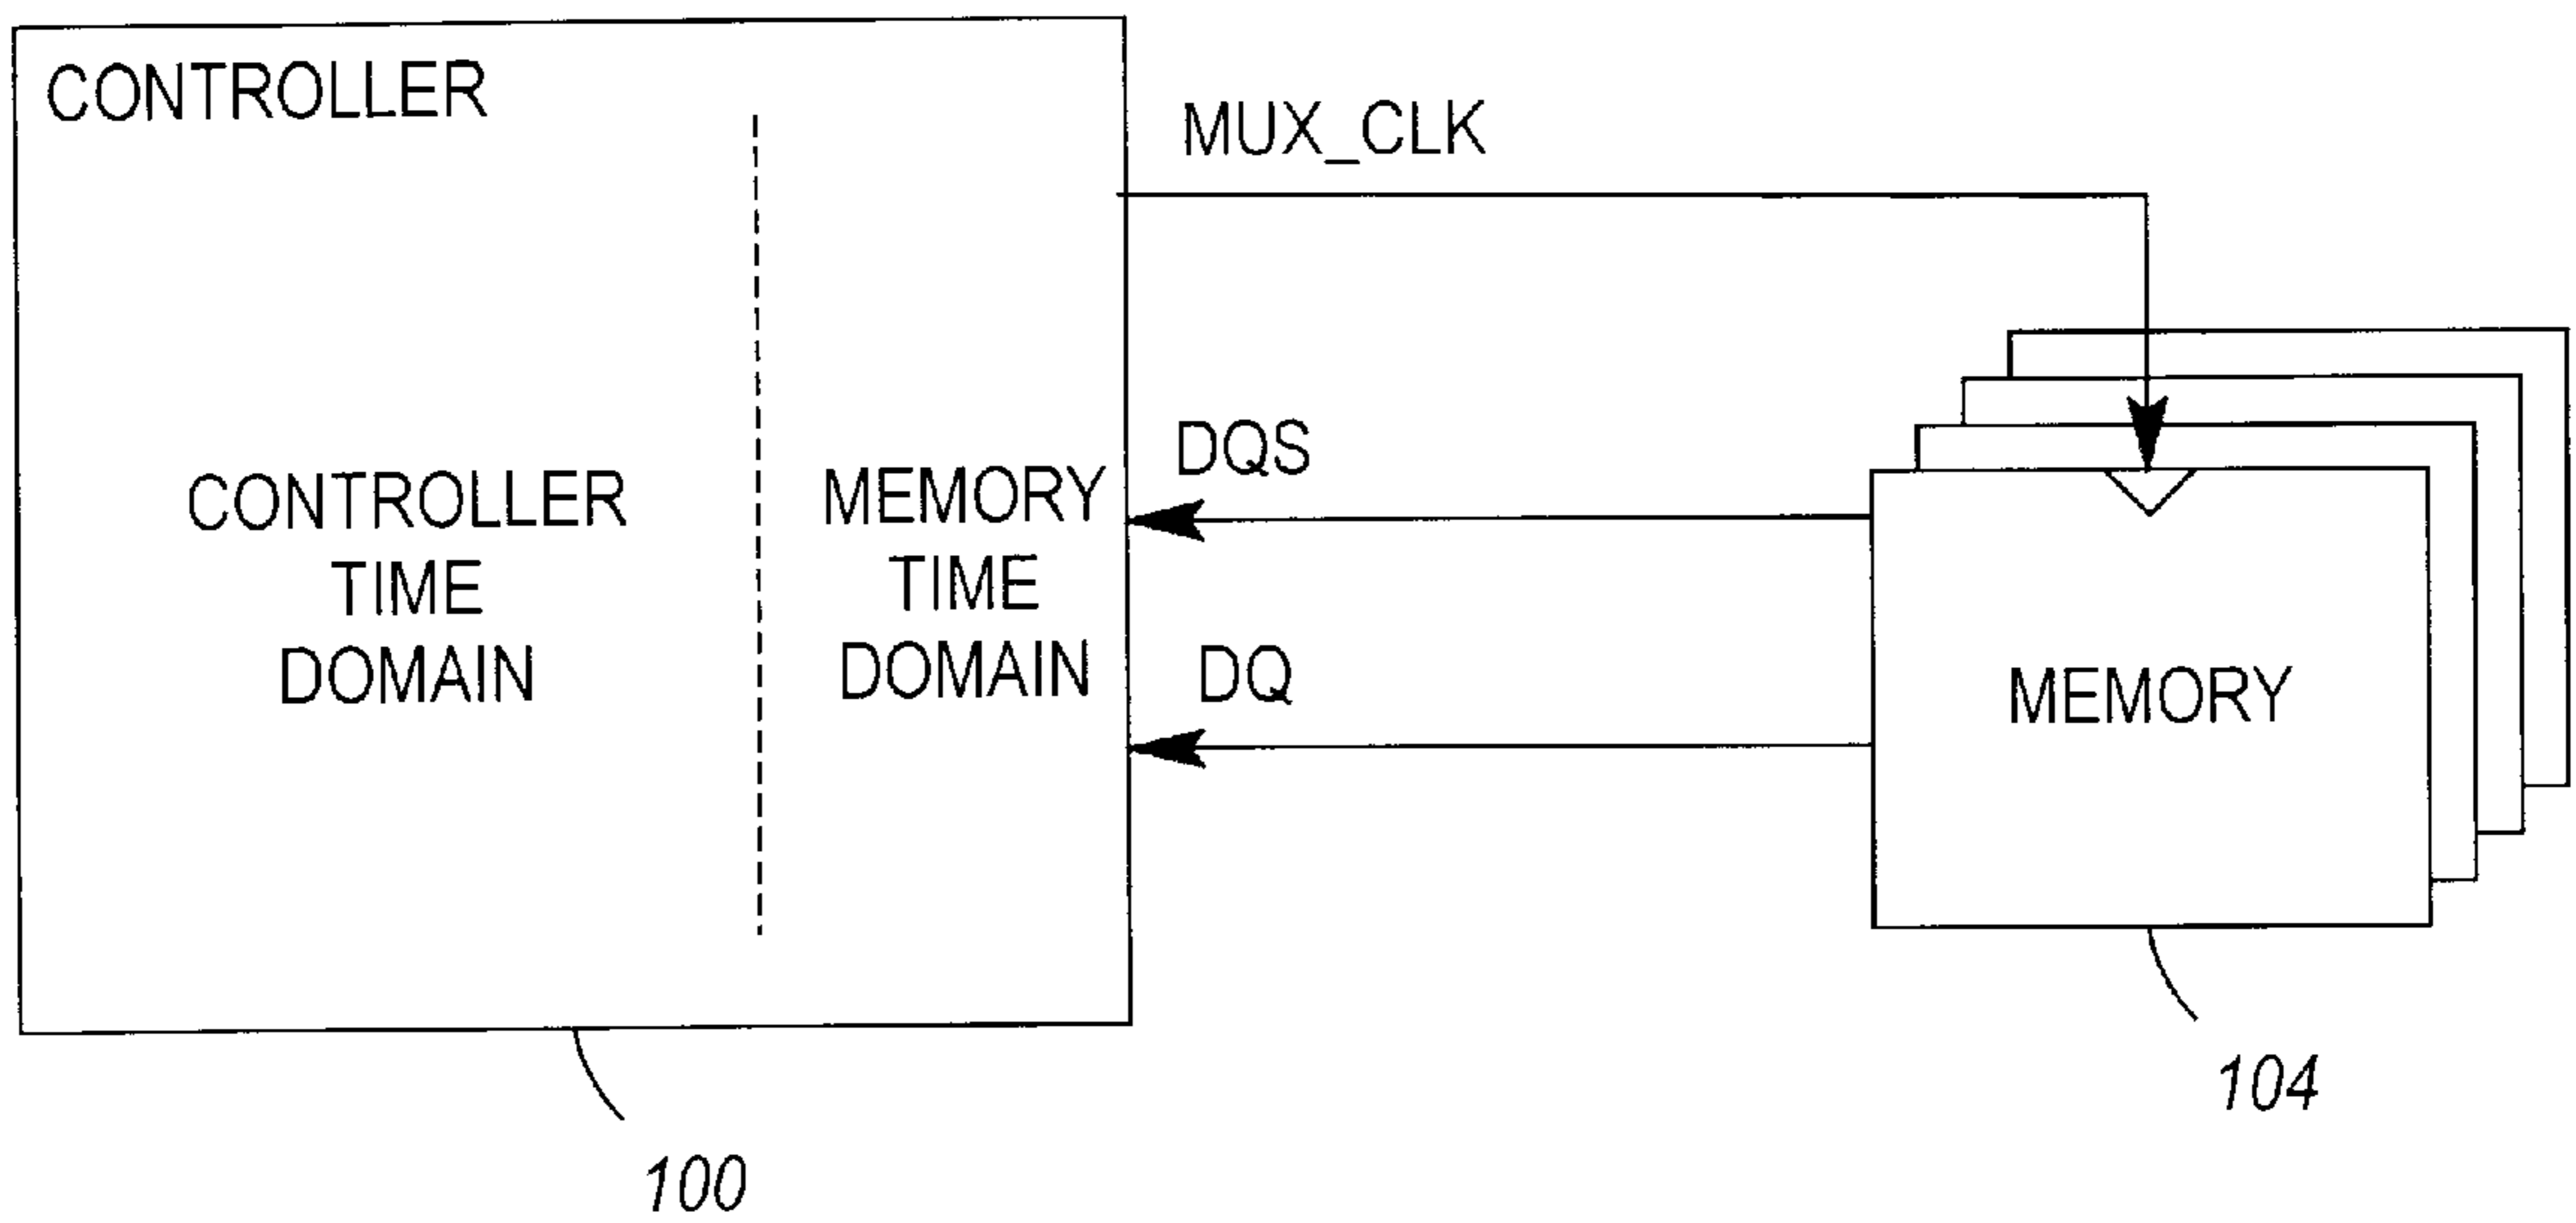 CONTROLLER
MUX_CLK
DQS
CONTROLLER
TIME
DOMAIN
MEMORY
TIME
DOMAIN
DQ
MEMORY
104
100